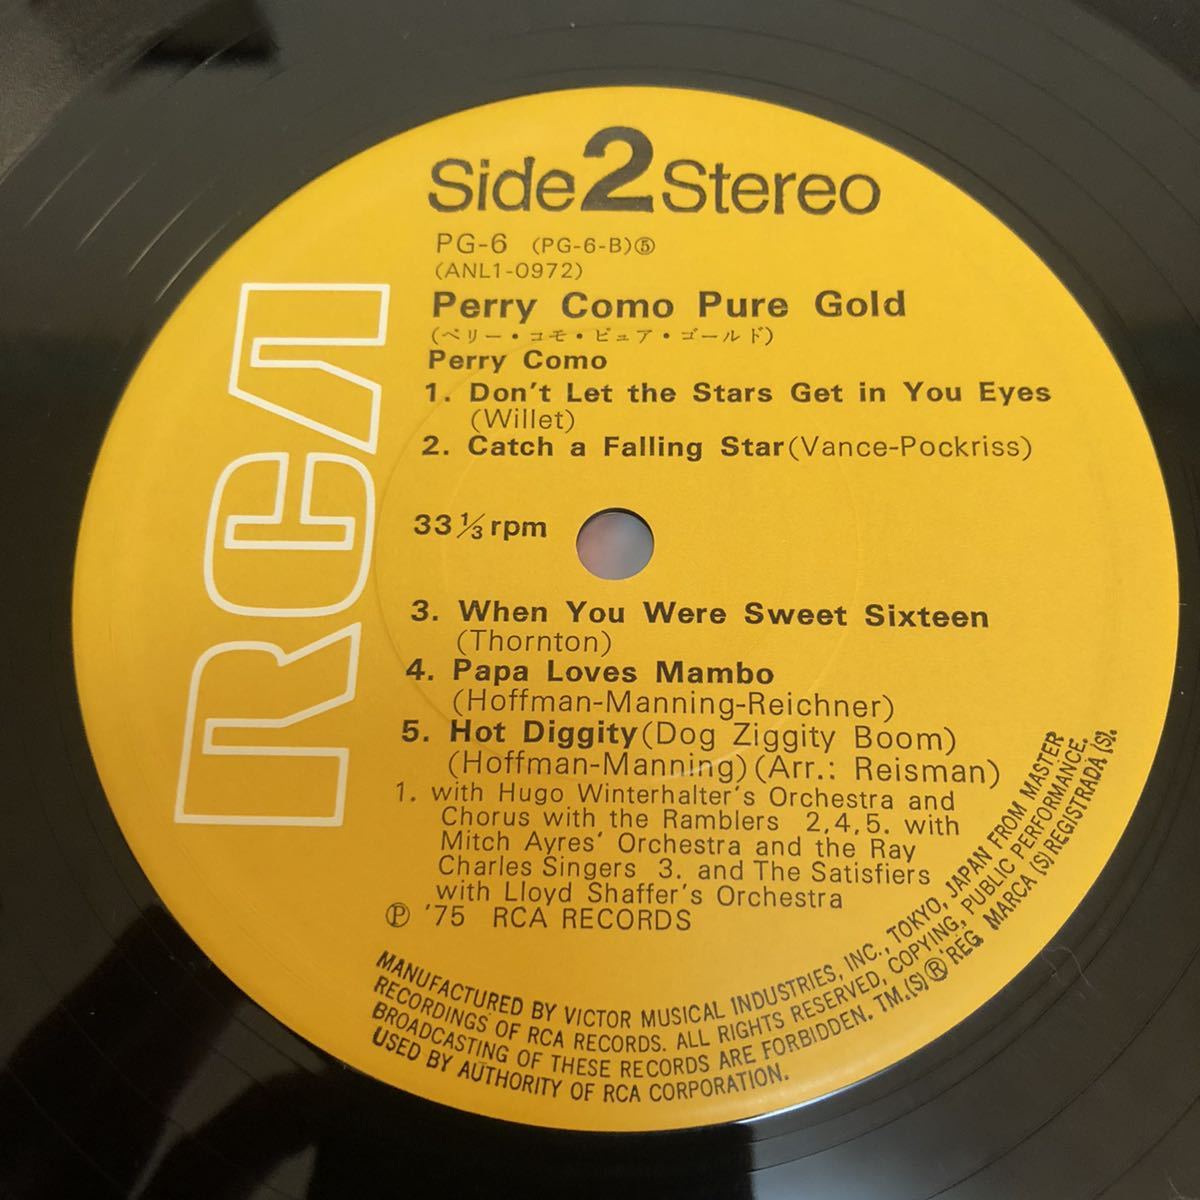 RCA
Side 2 Stereo
PG-6 (PG-6-B)⑤
(ANL1-0972)
Perry Como Pure Gold
(ペリー・コモ・ピュア・ゴールド)
Perry Como
1. Don't Let the Stars Get in You Eyes
(Willet)
2. Catch a Falling Star(Vance-Pockriss)
33 1/3 rpm
3. When You Were Sweet Sixteen
(Thornton)
4. Papa Loves Mambo
(Hoffman-Manning-Reichner)
5. Hot Diggity(Dog Ziggity Boom)
(Hoffman-Manning)(Arr.: Reisman)
1. with Hugo Winterhalter's Orchestra and
Chorus with the Ramblers 2,4,5. with
Mitch Ayres' Orchestra and the Ray
Charles Singers 3. and The Satisfiers
with Lloyd Shaffer's Orchestra
℗ '75 RCA RECORDS
MANUFACTURED BY VICTOR MUSICAL INDUSTRIES, INC., TOKYO, JAPAN FROM MASTER
RECORDINGS OF RCA RECORDS. ALL RIGHTS RESERVED, COPYING, PUBLIC PERFORMANCE.
BROADCASTING OF THESE RECORDS ARE FORBIDDEN. TM.(S)® REG. MARCA (S) REGISTRADA (S).
USED BY AUTHORITY OF RCA CORPORATION.